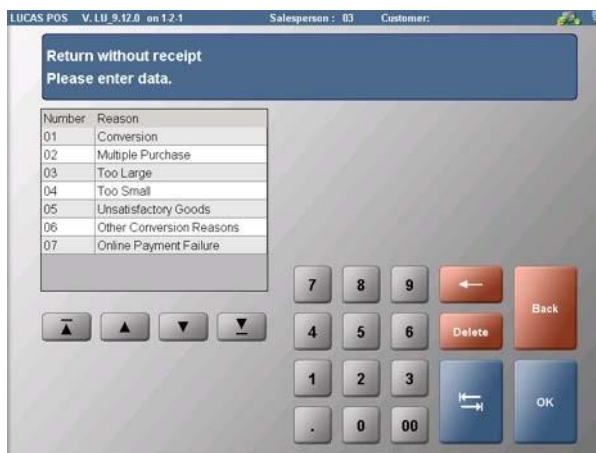 LUCAS POS V. LU_9.12.0 on 1-2-1 Salesperson : 03 Customer:
Return without receipt
Please enter data.
Number Reason
01 Conversion
02 Multiple Purchase
03 Too Large
04 Too Small
05 Unsatisfactory Goods
06 Other Conversion Reasons
07 Online Payment Failure
7 8 9 Back
4 5 6 Delete
1 2 3 OK
. 0 00